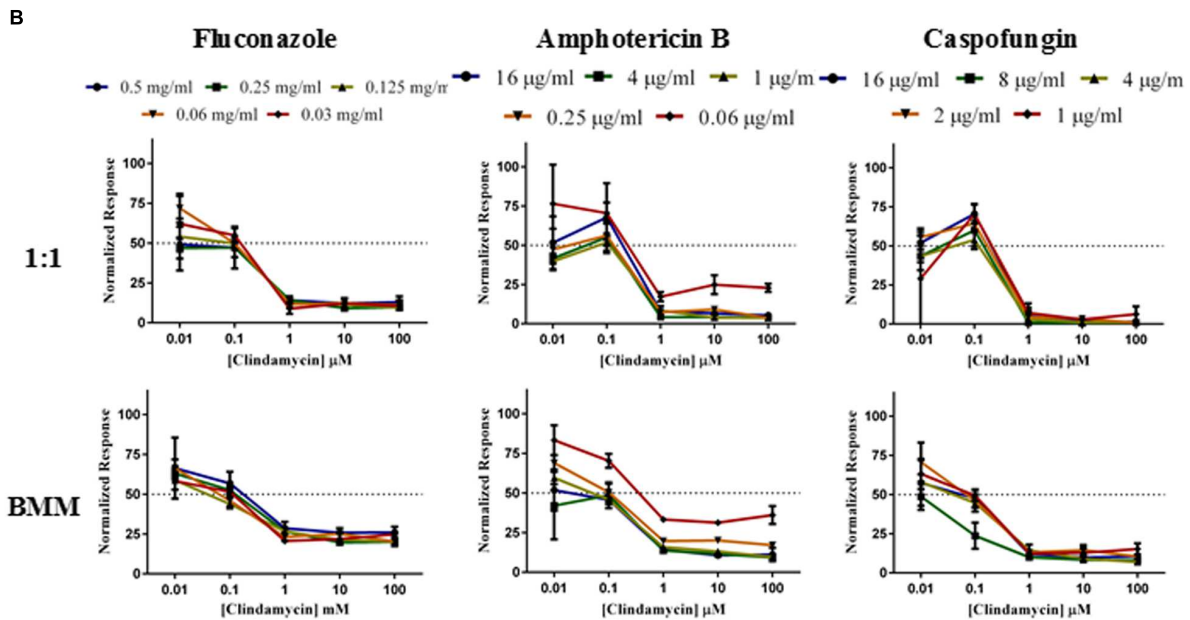 B
Fluconazole
Amphotericin B
Caspofungin
0.5 mg/ml 0.25 mg/ml 0.125 mg/m
0.06 mg/ml 0.03 mg/ml
16 μg/ml 4 μg/ml 1 μg/m
0.25 μg/ml 0.06 μg/ml
16 μg/ml 8 μg/ml 4 μg/m
2 μg/ml 1 μg/ml
1:1
Normalized Response
100
75
50
25
0
0.01 0.1 1 10 100
[Clindamycin] μM
Normalized Response
100
75
50
25
0
0.01 0.1 1 10 100
[Clindamycin] μM
Normalized Response
100
75
50
25
0
0.01 0.1 1 10 100
[Clindamycin] μM
BMM
Normalized Response
100
75
50
25
0
0.01 0.1 1 10 100
[Clindamycin] mM
Normalized Response
100
75
50
25
0
0.01 0.1 1 10 100
[Clindamycin] μM
Normalized Response
100
75
50
25
0
0.01 0.1 1 10 100
[Clindamycin] μM